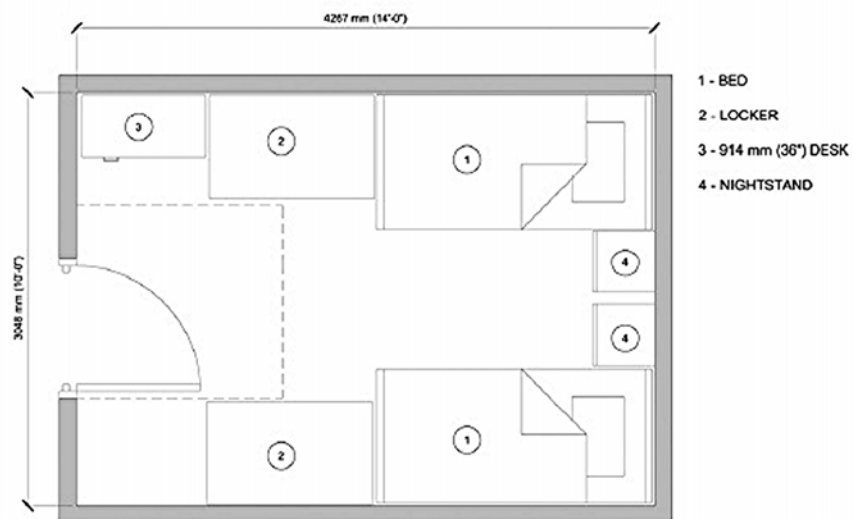 4267 mm (14'-0")
1 - BED
2 - LOCKER
3 - 914 mm (36") DESK
4 - NIGHTSTAND
3048 mm (10'-0")
3
2
1
4
4
2
1